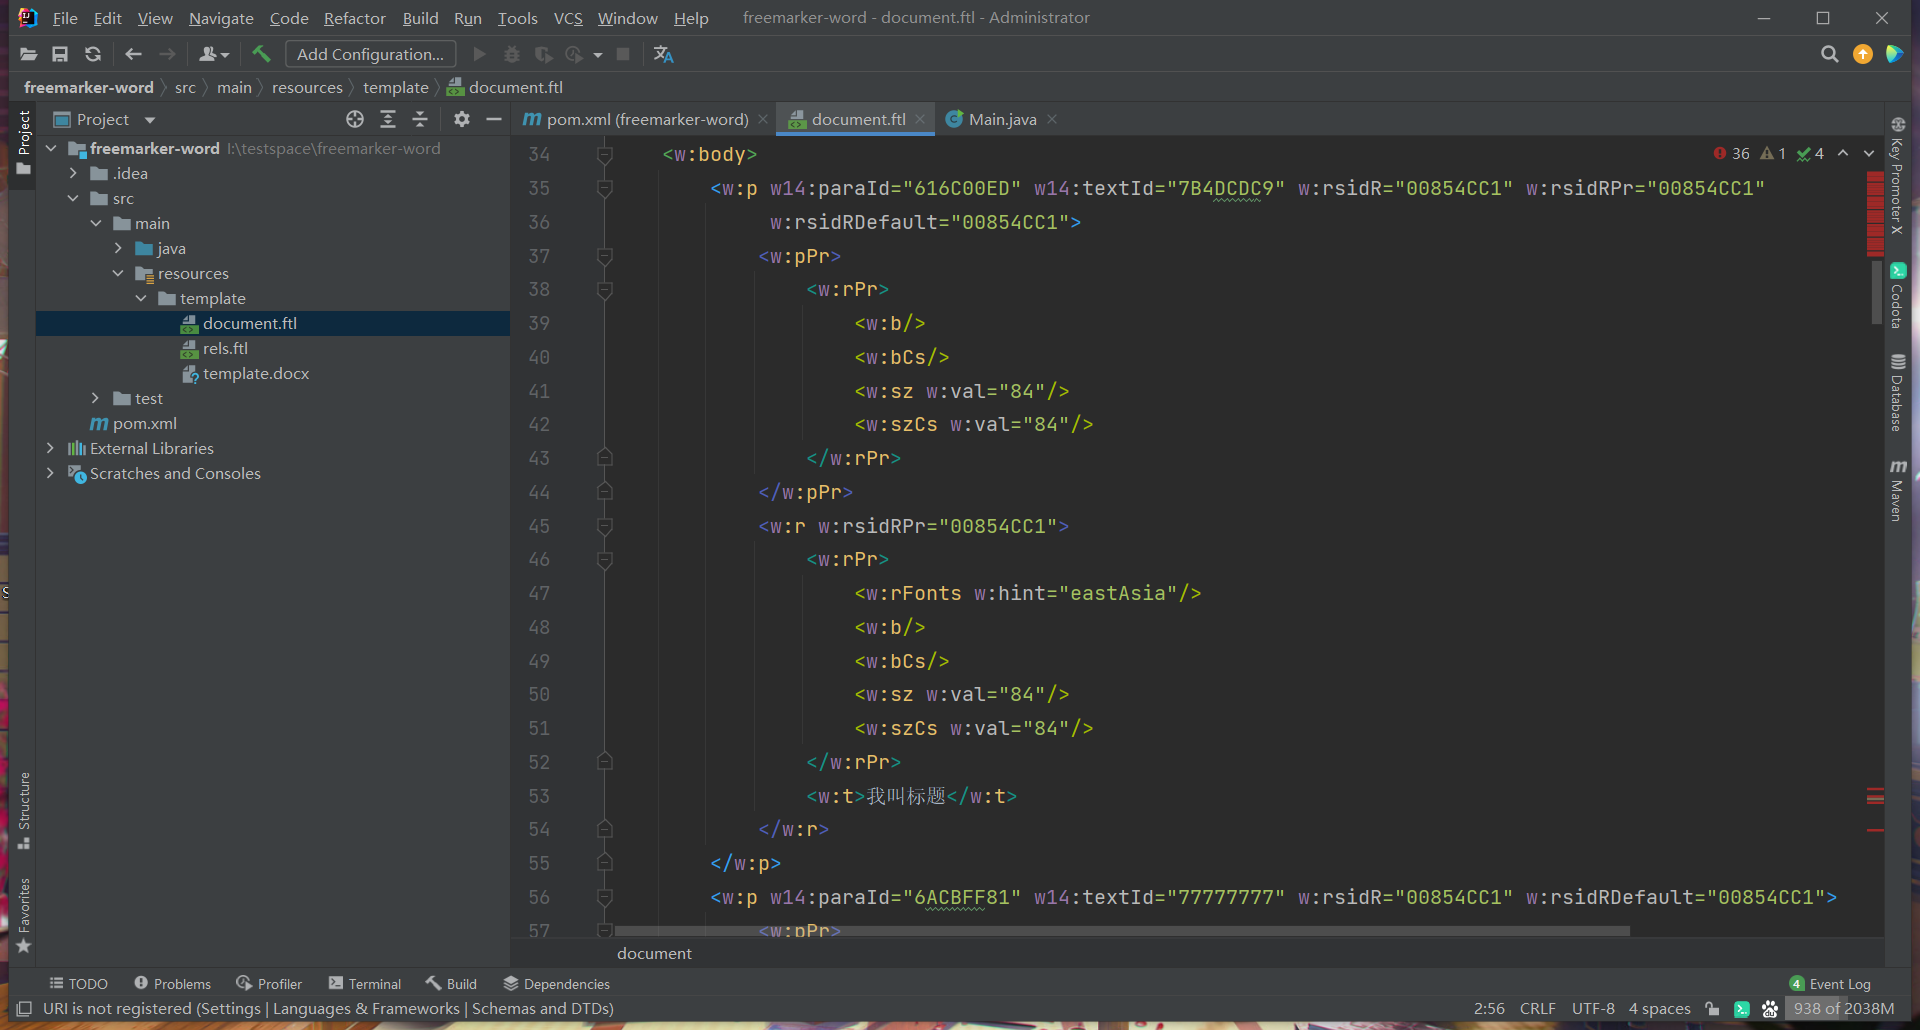 File Edit View Navigate Code Refactor Build Run Tools VCS Window Help freemarker-word - document.ftl - Administrator
Add Configuration...
freemarker-word src main resources template document.ftl
Project
pom.xml (freemarker-word) document.ftl Main.java
freemarker-word I:\testspace\freemarker-word
.idea
src
main
java
resources
template
document.ftl
rels.ftl
template.docx
test
pom.xml
External Libraries
Scratches and Consoles
Project
Structure
Favorites
36 1 4
34 <w:body>
35 <w:p w14:paraId="616C00ED" w14:textId="7B4DCDC9" w:rsidR="00854CC1" w:rsidRPr="00854CC1"
36 w:rsidRDefault="00854CC1">
37 <w:pPr>
38 <w:rPr>
39 <w:b/>
40 <w:bCs/>
41 <w:sz w:val="84"/>
42 <w:szCs w:val="84"/>
43 </w:rPr>
44 </w:pPr>
45 <w:r w:rsidRPr="00854CC1">
46 <w:rPr>
47 <w:rFonts w:hint="eastAsia"/>
48 <w:b/>
49 <w:bCs/>
50 <w:sz w:val="84"/>
51 <w:szCs w:val="84"/>
52 </w:rPr>
53 <w:t>我叫标题</w:t>
54 </w:r>
55 </w:p>
56 <w:p w14:paraId="6ACBFF81" w14:textId="77777777" w:rsidR="00854CC1" w:rsidRDefault="00854CC1">
57 <w:pPr>
document
Key Promoter X
Codota
Database
Maven
TODO Problems Profiler Terminal Build Dependencies 4 Event Log
URI is not registered (Settings | Languages & Frameworks | Schemas and DTDs) 2:56 CRLF UTF-8 4 spaces 938 of 2038M